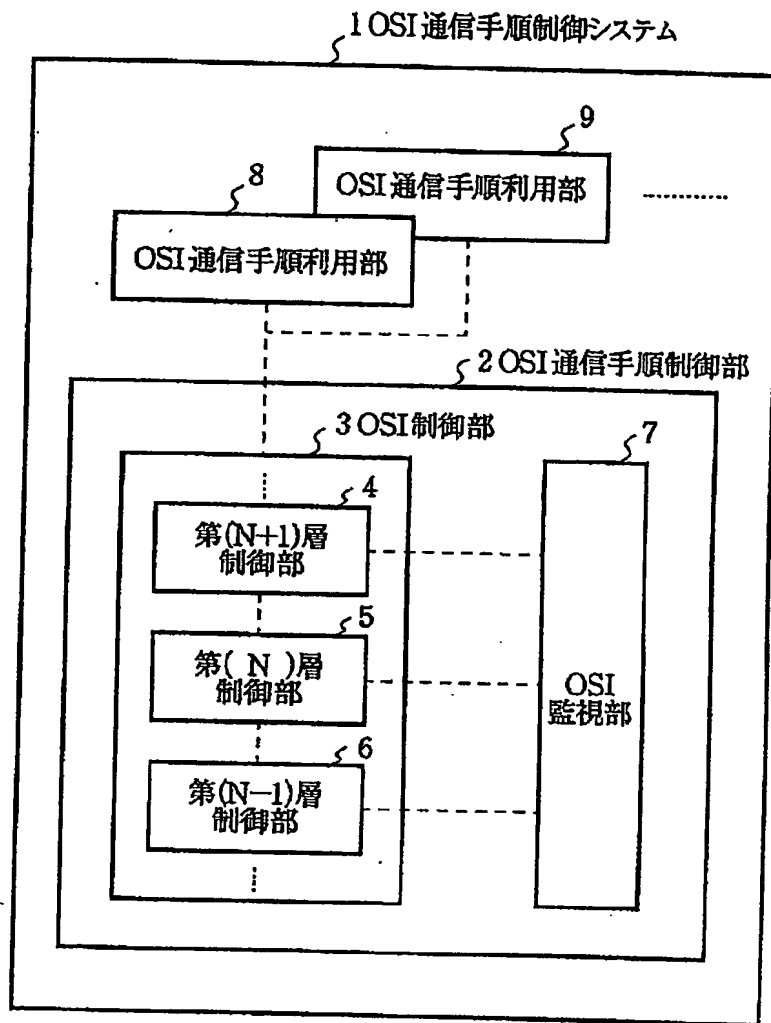 1 OSI通信手順制御システム
9
OSI通信手順利用部
8
OSI通信手順利用部
2 OSI通信手順制御部
3 OSI制御部
7
4
第(N+1)層
制御部
5
第( N )層
制御部
OSI
監視部
6
第(N-1)層
制御部